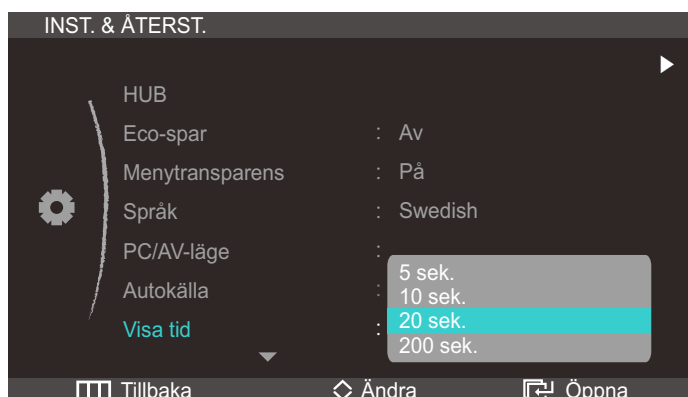 INST. & ÅTERST.
HUB
Eco-spar : Av
Menytransparens : På
Språk : Swedish
PC/AV-läge :
Autokälla :
Visa tid :
5 sek.
10 sek.
20 sek.
200 sek.
Tillbaka Ändra Öppna